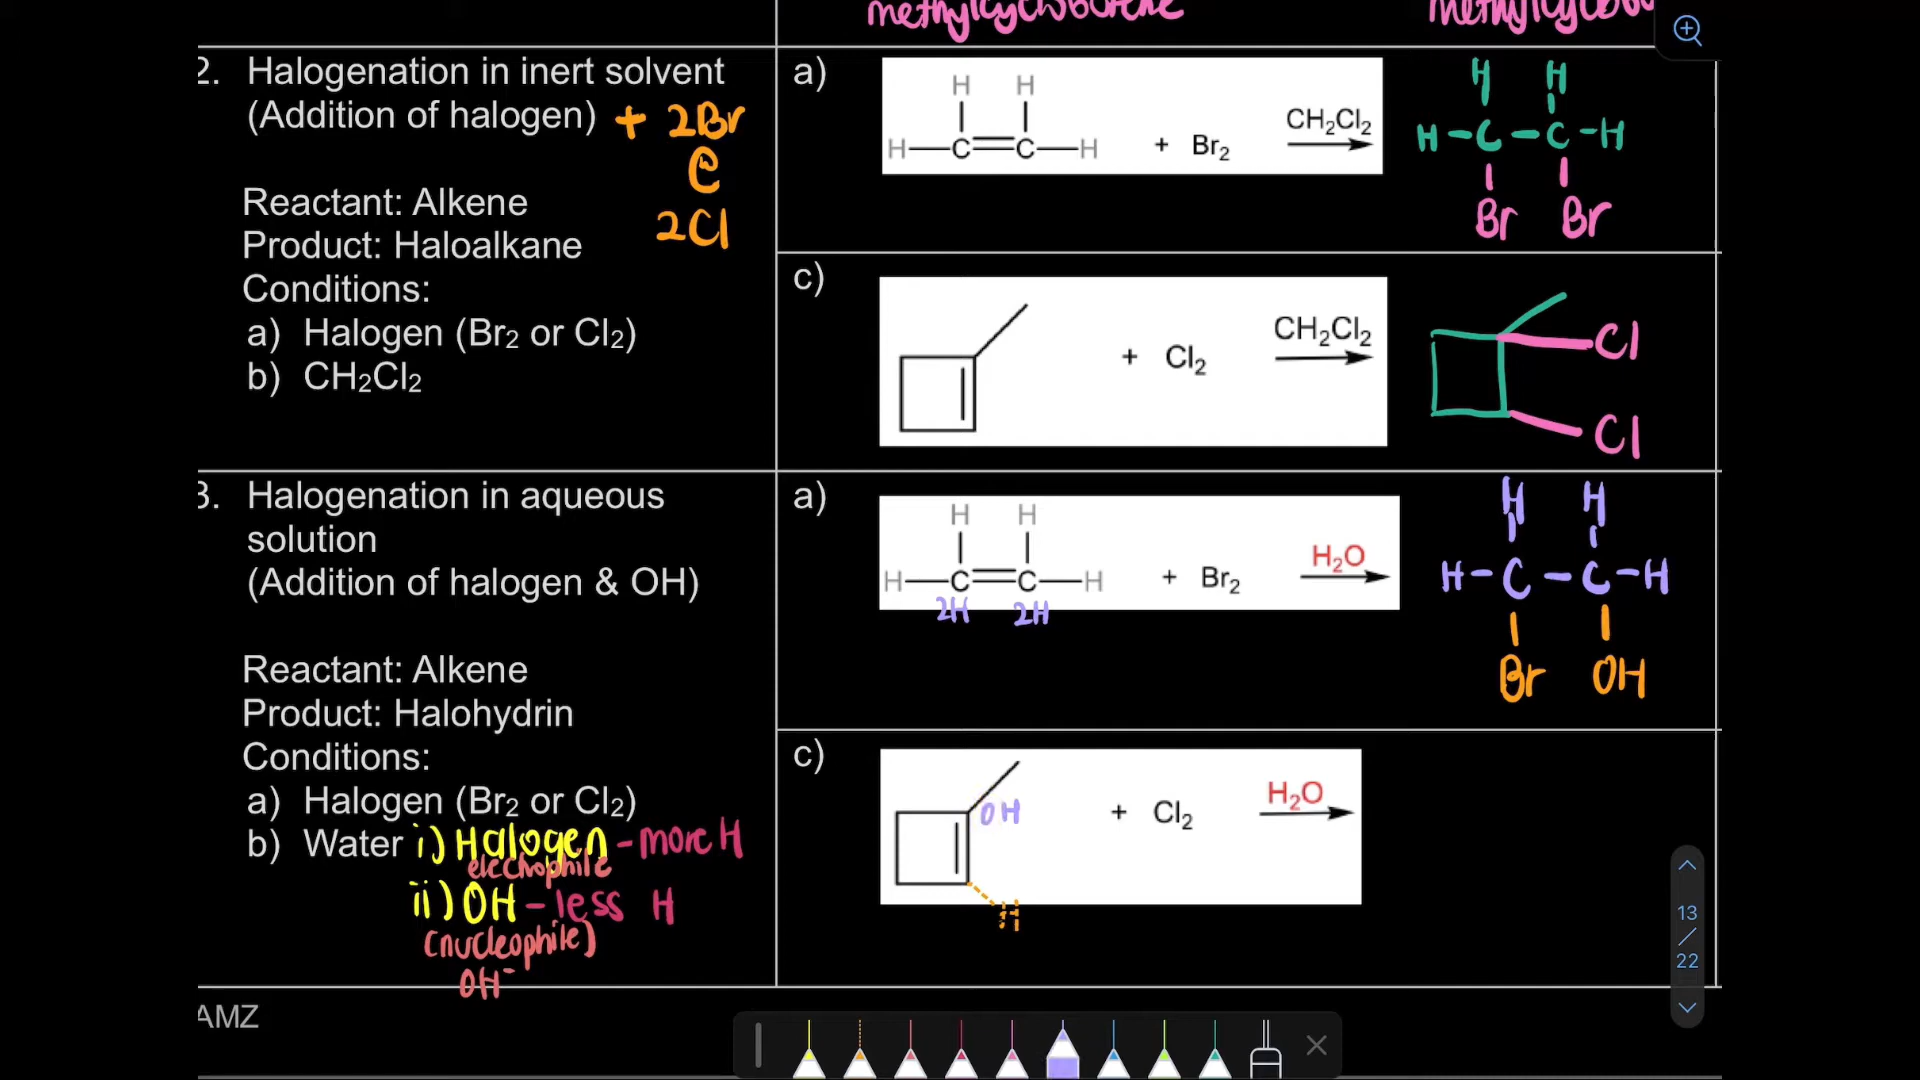 methylcyclobutene
2. Halogenation in inert solvent
(Addition of halogen) + 2Br
@
2Cl
Reactant: Alkene
Product: Haloalkane
Conditions:
a) Halogen (Br2 or Cl2)
b) CH2Cl2
a)
H H
H C C H + Br2 CH2Cl2
H H
H C C H
Br Br
c)
+ Cl2 CH2Cl2
Cl
Cl
3. Halogenation in aqueous
solution
(Addition of halogen & OH)
Reactant: Alkene
Product: Halohydrin
Conditions:
a) Halogen (Br2 or Cl2)
b) Water i) Halogen - more H
electrophile
ii) OH - less H
(nucleophile)
OH-
a)
H H
H C C H + Br2 H2O
2H 2H
H H
H-C-C-H
Br OH
c)
OH + Cl2 H2O
H
13
/
22
AMZ